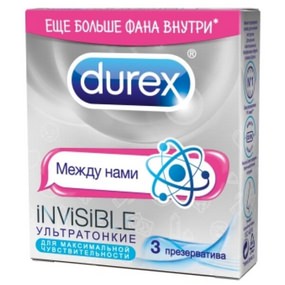 ЕЩЕ БОЛЬШЕ ФАНА ВНУТРИ*
durex
Между нами
iNViSiBLE
УЛЬТРАТОНКИЕ
ДЛЯ МАКСИМАЛЬНОЙ
ЧУВСТВИТЕЛЬНОСТИ
3 презерватива